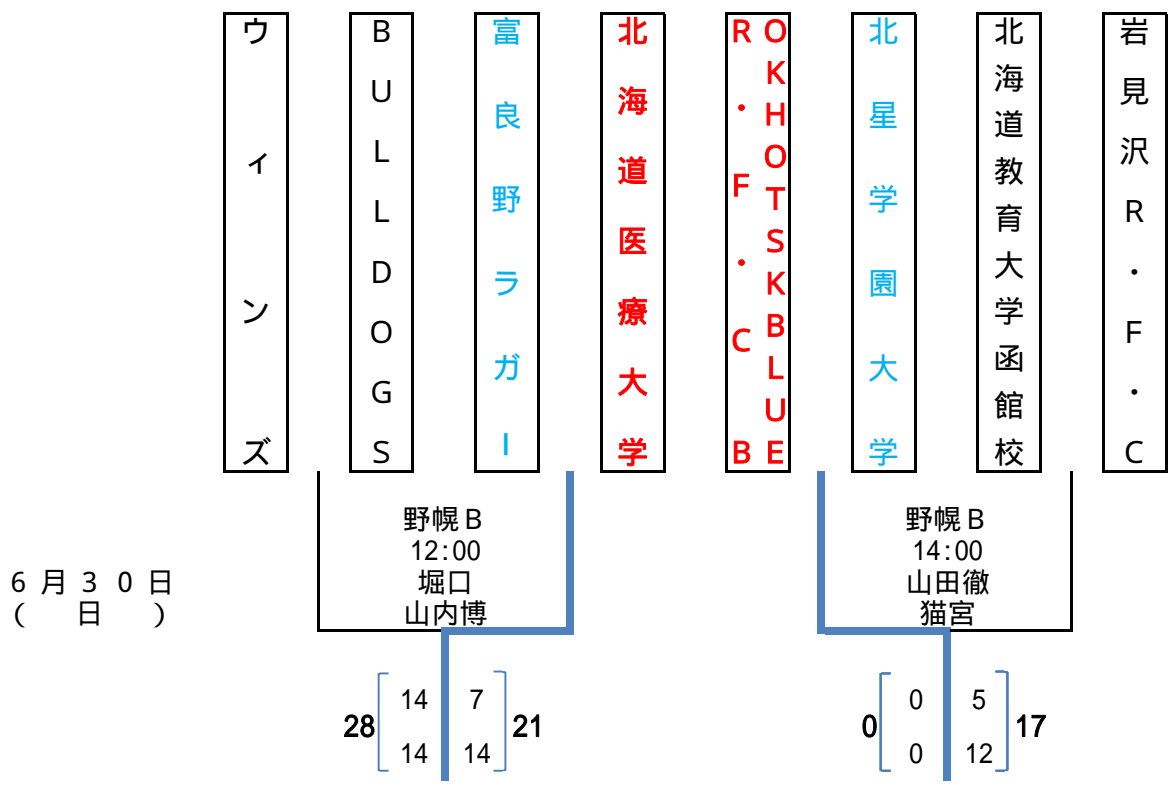 ウィンズ
BULLDOGS
富良野ラガー
北海道医療大学
OKHOTSKBLUE
R・F・CB
北星学園大学
北海道教育大学函館校
岩見沢R・F・C
6月30日
(日)
野幌B
12:00
堀口
山内博
野幌B
14:00
山田徹
猫宮
28 14 7 21
14 14
0 0 5 17
0 12